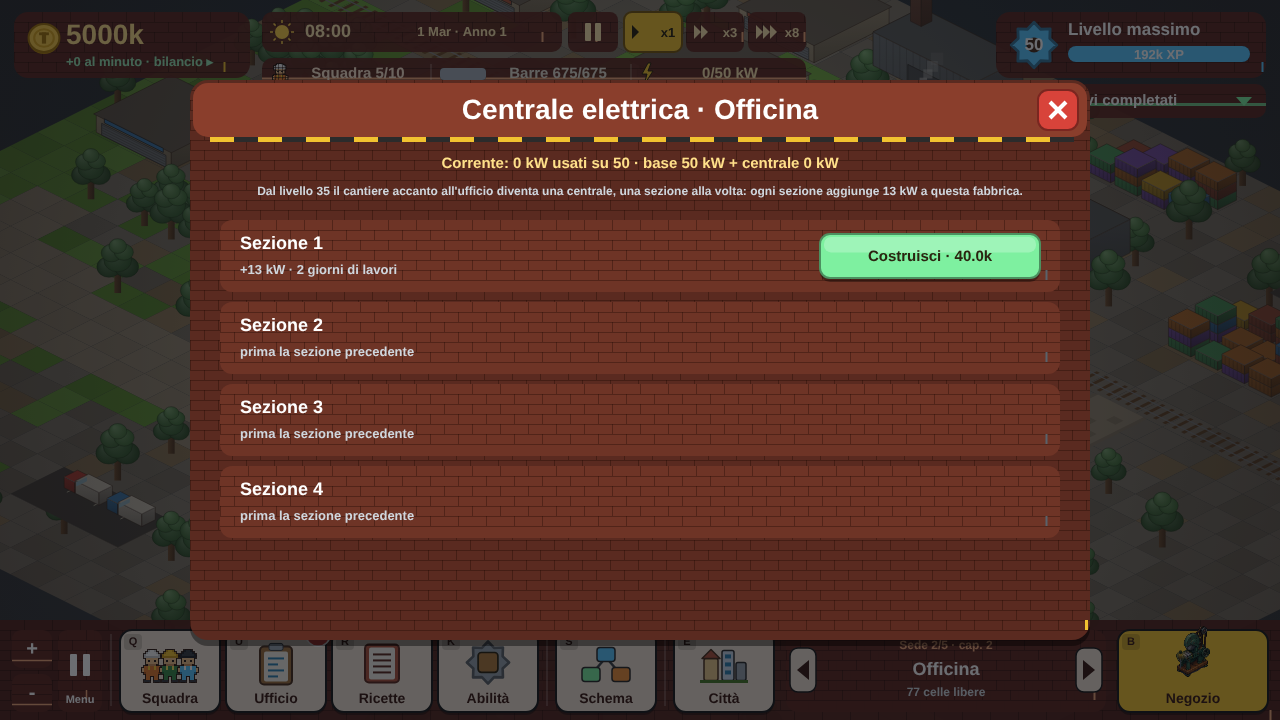 5000k
+0 al minuto · bilancio ▸
08:00
1 Mar · Anno 1
x1
x3
x8
50
Livello massimo
192k XP
Squadra 5/10
Barre 675/675
0/50 kW
vi completati
Centrale elettrica · Officina
Corrente: 0 kW usati su 50 · base 50 kW + centrale 0 kW
Dal livello 35 il cantiere accanto all'ufficio diventa una centrale, una sezione alla volta: ogni sezione aggiunge 13 kW a questa fabbrica.
Sezione 1
+13 kW · 2 giorni di lavori
Costruisci · 40.0k
Sezione 2
prima la sezione precedente
Sezione 3
prima la sezione precedente
Sezione 4
prima la sezione precedente
+
-
Menu
Q
Squadra
U
Ufficio
R
Ricette
K
Abilità
S
Schema
E
Città
Sede 2/5 · cap. 2
Officina
77 celle libere
B
Negozio